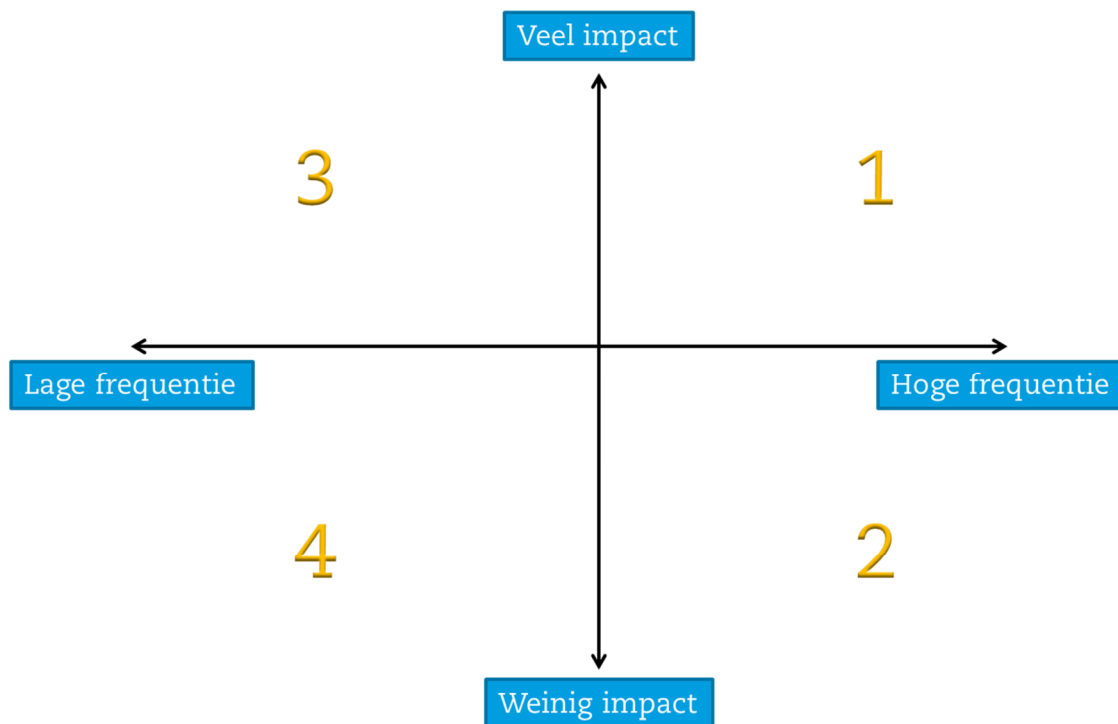 Veel impact
3
1
Lage frequentie
Hoge frequentie
4
2
Weinig impact